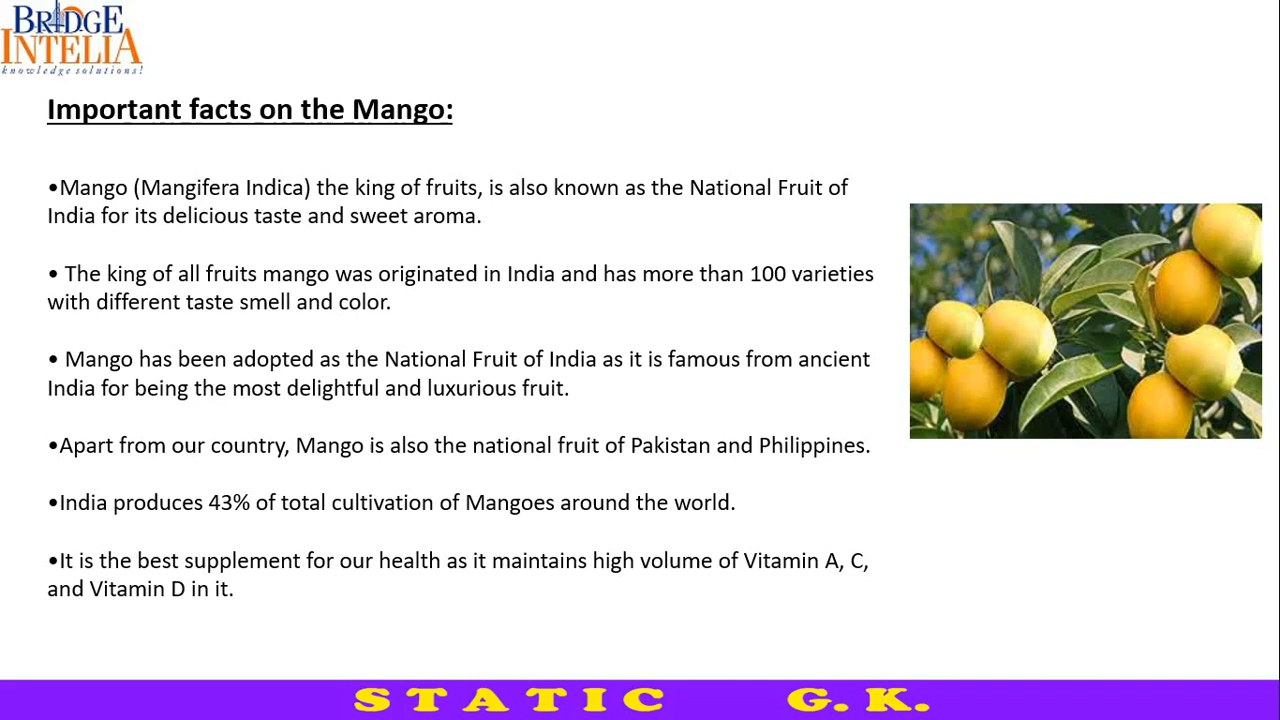 BRIDGE
INTELIA
knowledge solutions!
Important facts on the Mango:
•Mango (Mangifera Indica) the king of fruits, is also known as the National Fruit of
India for its delicious taste and sweet aroma.
• The king of all fruits mango was originated in India and has more than 100 varieties
with different taste smell and color.
• Mango has been adopted as the National Fruit of India as it is famous from ancient
India for being the most delightful and luxurious fruit.
•Apart from our country, Mango is also the national fruit of Pakistan and Philippines.
•India produces 43% of total cultivation of Mangoes around the world.
•It is the best supplement for our health as it maintains high volume of Vitamin A, C,
and Vitamin D in it.
STATIC G. K.